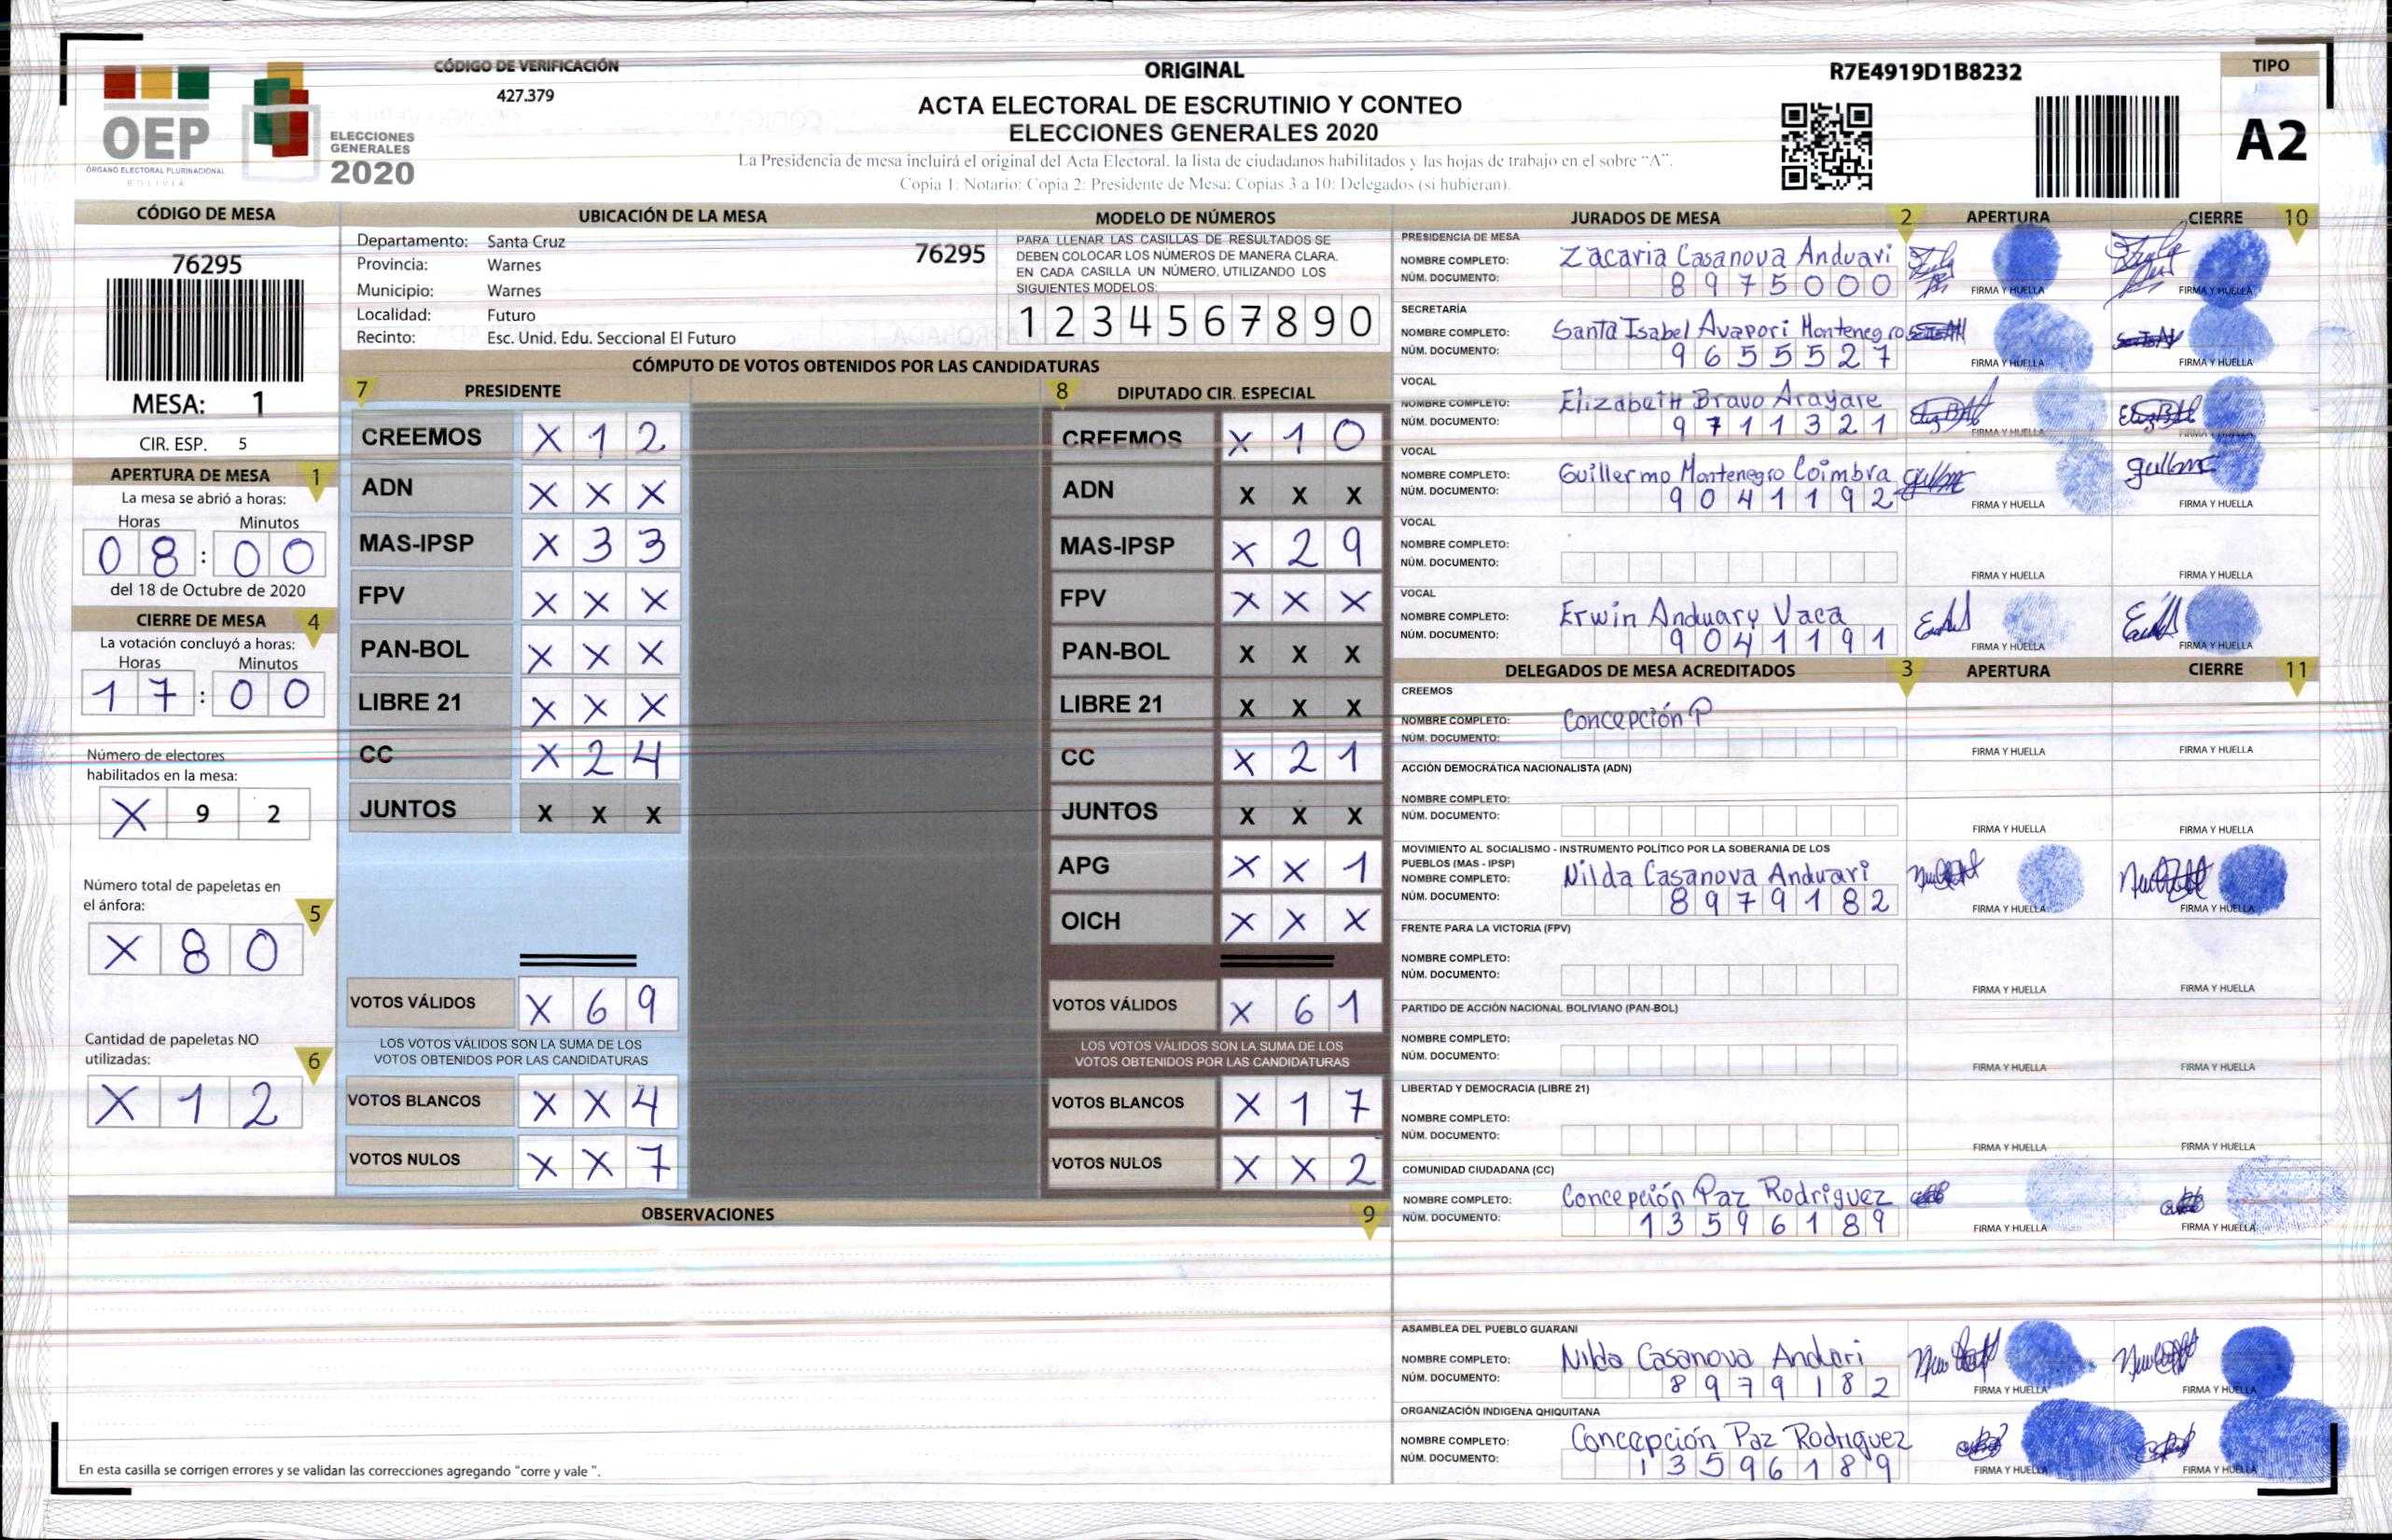 CÓDIGO DE VERIFICACIÓN
427.379
OEP
ÓRGANO ELECTORAL PLURINACIONAL
BOLIVIA
ELECCIONES
GENERALES
2020
ORIGINAL
ACTA ELECTORAL DE ESCRUTINIO Y CONTEO
ELECCIONES GENERALES 2020
La Presidencia de mesa incluirá el original del Acta Electoral. la lista de ciudadanos habilitados y las hojas de trabajo en el sobre "A".
Copia 1: Notario; Copia 2: Presidente de Mesa; Copias 3 a 10: Delegados (si hubieran).
R7E4919D1B8232
TIPO
A2
CÓDIGO DE MESA
76295
MESA: 1
CIR. ESP. 5
APERTURA DE MESA 1
La mesa se abrió a horas:
Horas Minutos
08:00
del 18 de Octubre de 2020
CIERRE DE MESA 4
La votación concluyó a horas:
Horas Minutos
17:00
Número de electores
habilitados en la mesa:
X 9 2
Número total de papeletas en
el ánfora:
5
X 8 0
Cantidad de papeletas NO
utilizadas:
6
X 1 2
UBICACIÓN DE LA MESA
Departamento: Santa Cruz
76295
Provincia: Warnes
Municipio: Warnes
Localidad: Futuro
Recinto: Esc. Unid. Edu. Seccional El Futuro
MODELO DE NÚMEROS
PARA LLENAR LAS CASILLAS DE RESULTADOS SE
DEBEN COLOCAR LOS NÚMEROS DE MANERA CLARA.
EN CADA CASILLA UN NÚMERO, UTILIZANDO LOS
SIGUIENTES MODELOS:
1 2 3 4 5 6 7 8 9 0
CÓMPUTO DE VOTOS OBTENIDOS POR LAS CANDIDATURAS
7 PRESIDENTE
CREEMOS X 1 2
ADN X X X
MAS-IPSP X 3 3
FPV X X X
PAN-BOL X X X
LIBRE 21 X X X
CC X 2 4
JUNTOS X X X
VOTOS VÁLIDOS X 6 9
LOS VOTOS VÁLIDOS SON LA SUMA DE LOS
VOTOS OBTENIDOS POR LAS CANDIDATURAS
VOTOS BLANCOS X X 4
VOTOS NULOS X X 7
8 DIPUTADO CIR. ESPECIAL
CREEMOS X 1 0
ADN X X X
MAS-IPSP X 2 9
FPV X X X
PAN-BOL X X X
LIBRE 21 X X X
CC X 2 1
JUNTOS X X X
APG X X 1
OICH X X X
VOTOS VÁLIDOS X 6 1
LOS VOTOS VÁLIDOS SON LA SUMA DE LOS
VOTOS OBTENIDOS POR LAS CANDIDATURAS
VOTOS BLANCOS X 1 7
VOTOS NULOS X X 2
OBSERVACIONES 9
En esta casilla se corrigen errores y se validan las correcciones agregando "corre y vale ".
JURADOS DE MESA 2 APERTURA CIERRE 10
PRESIDENCIA DE MESA
NOMBRE COMPLETO: Zacaria Casanova Anduari
NÚM. DOCUMENTO: 8975000
FIRMA Y HUELLA FIRMA Y HUELLA
SECRETARÍA
NOMBRE COMPLETO: Santa Isabel Avapori Montenegro
NÚM. DOCUMENTO: 9655527
FIRMA Y HUELLA FIRMA Y HUELLA
VOCAL
NOMBRE COMPLETO: Elizabeth Bravo Arayare
NÚM. DOCUMENTO: 9711321
FIRMA Y HUELLA FIRMA Y HUELLA
VOCAL
NOMBRE COMPLETO: Guillermo Montenegro Coimbra
NÚM. DOCUMENTO: 9041192
FIRMA Y HUELLA FIRMA Y HUELLA
VOCAL
NOMBRE COMPLETO:
NÚM. DOCUMENTO:
FIRMA Y HUELLA FIRMA Y HUELLA
VOCAL
NOMBRE COMPLETO: Erwin Anduary Vaca
NÚM. DOCUMENTO: 9041191
FIRMA Y HUELLA FIRMA Y HUELLA
DELEGADOS DE MESA ACREDITADOS 3 APERTURA CIERRE 11
CREEMOS
NOMBRE COMPLETO: Concepción P
NÚM. DOCUMENTO:
FIRMA Y HUELLA FIRMA Y HUELLA
ACCIÓN DEMOCRÁTICA NACIONALISTA (ADN)
NOMBRE COMPLETO:
NÚM. DOCUMENTO:
FIRMA Y HUELLA FIRMA Y HUELLA
MOVIMIENTO AL SOCIALISMO - INSTRUMENTO POLÍTICO POR LA SOBERANIA DE LOS
PUEBLOS (MAS - IPSP)
NOMBRE COMPLETO: Nilda Casanova Anduari
NÚM. DOCUMENTO: 8979182
FIRMA Y HUELLA FIRMA Y HUELLA
FRENTE PARA LA VICTORIA (FPV)
NOMBRE COMPLETO:
NÚM. DOCUMENTO:
FIRMA Y HUELLA FIRMA Y HUELLA
PARTIDO DE ACCIÓN NACIONAL BOLIVIANO (PAN-BOL)
NOMBRE COMPLETO:
NÚM. DOCUMENTO:
FIRMA Y HUELLA FIRMA Y HUELLA
LIBERTAD Y DEMOCRACIA (LIBRE 21)
NOMBRE COMPLETO:
NÚM. DOCUMENTO:
FIRMA Y HUELLA FIRMA Y HUELLA
COMUNIDAD CIUDADANA (CC)
NOMBRE COMPLETO: Concepción Paz Rodriguez
NÚM. DOCUMENTO: 13596189
FIRMA Y HUELLA FIRMA Y HUELLA
ASAMBLEA DEL PUEBLO GUARANI
NOMBRE COMPLETO: Nilda Casanova Anduari
NÚM. DOCUMENTO: 8979182
FIRMA Y HUELLA FIRMA Y HUELLA
ORGANIZACIÓN INDIGENA QHIQUITANA
NOMBRE COMPLETO: Concepción Paz Rodriguez
NÚM. DOCUMENTO: 13596189
FIRMA Y HUELLA FIRMA Y HUELLA